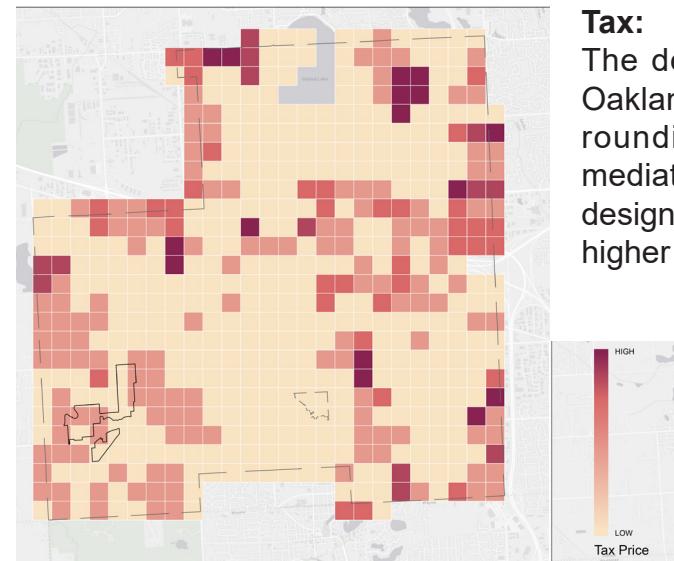 Tax:
The de
Oaklan
roundi
mediat
design
higher
HIGH
LOW
Tax Price